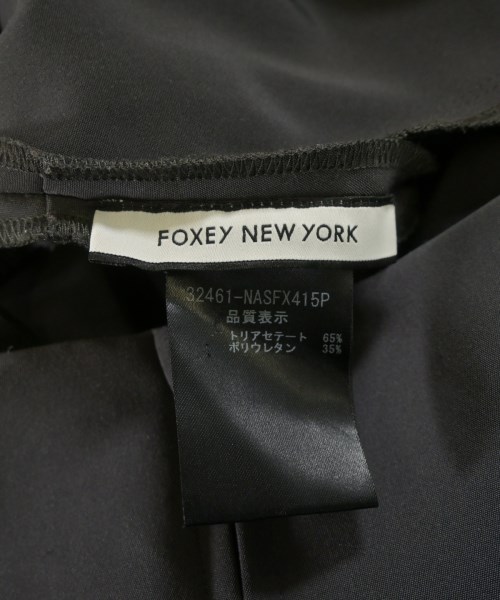 FOXEY NEW YORK
32461-NASFX415P
品質表示
トリアセテート 65%
ポリウレタン 35%